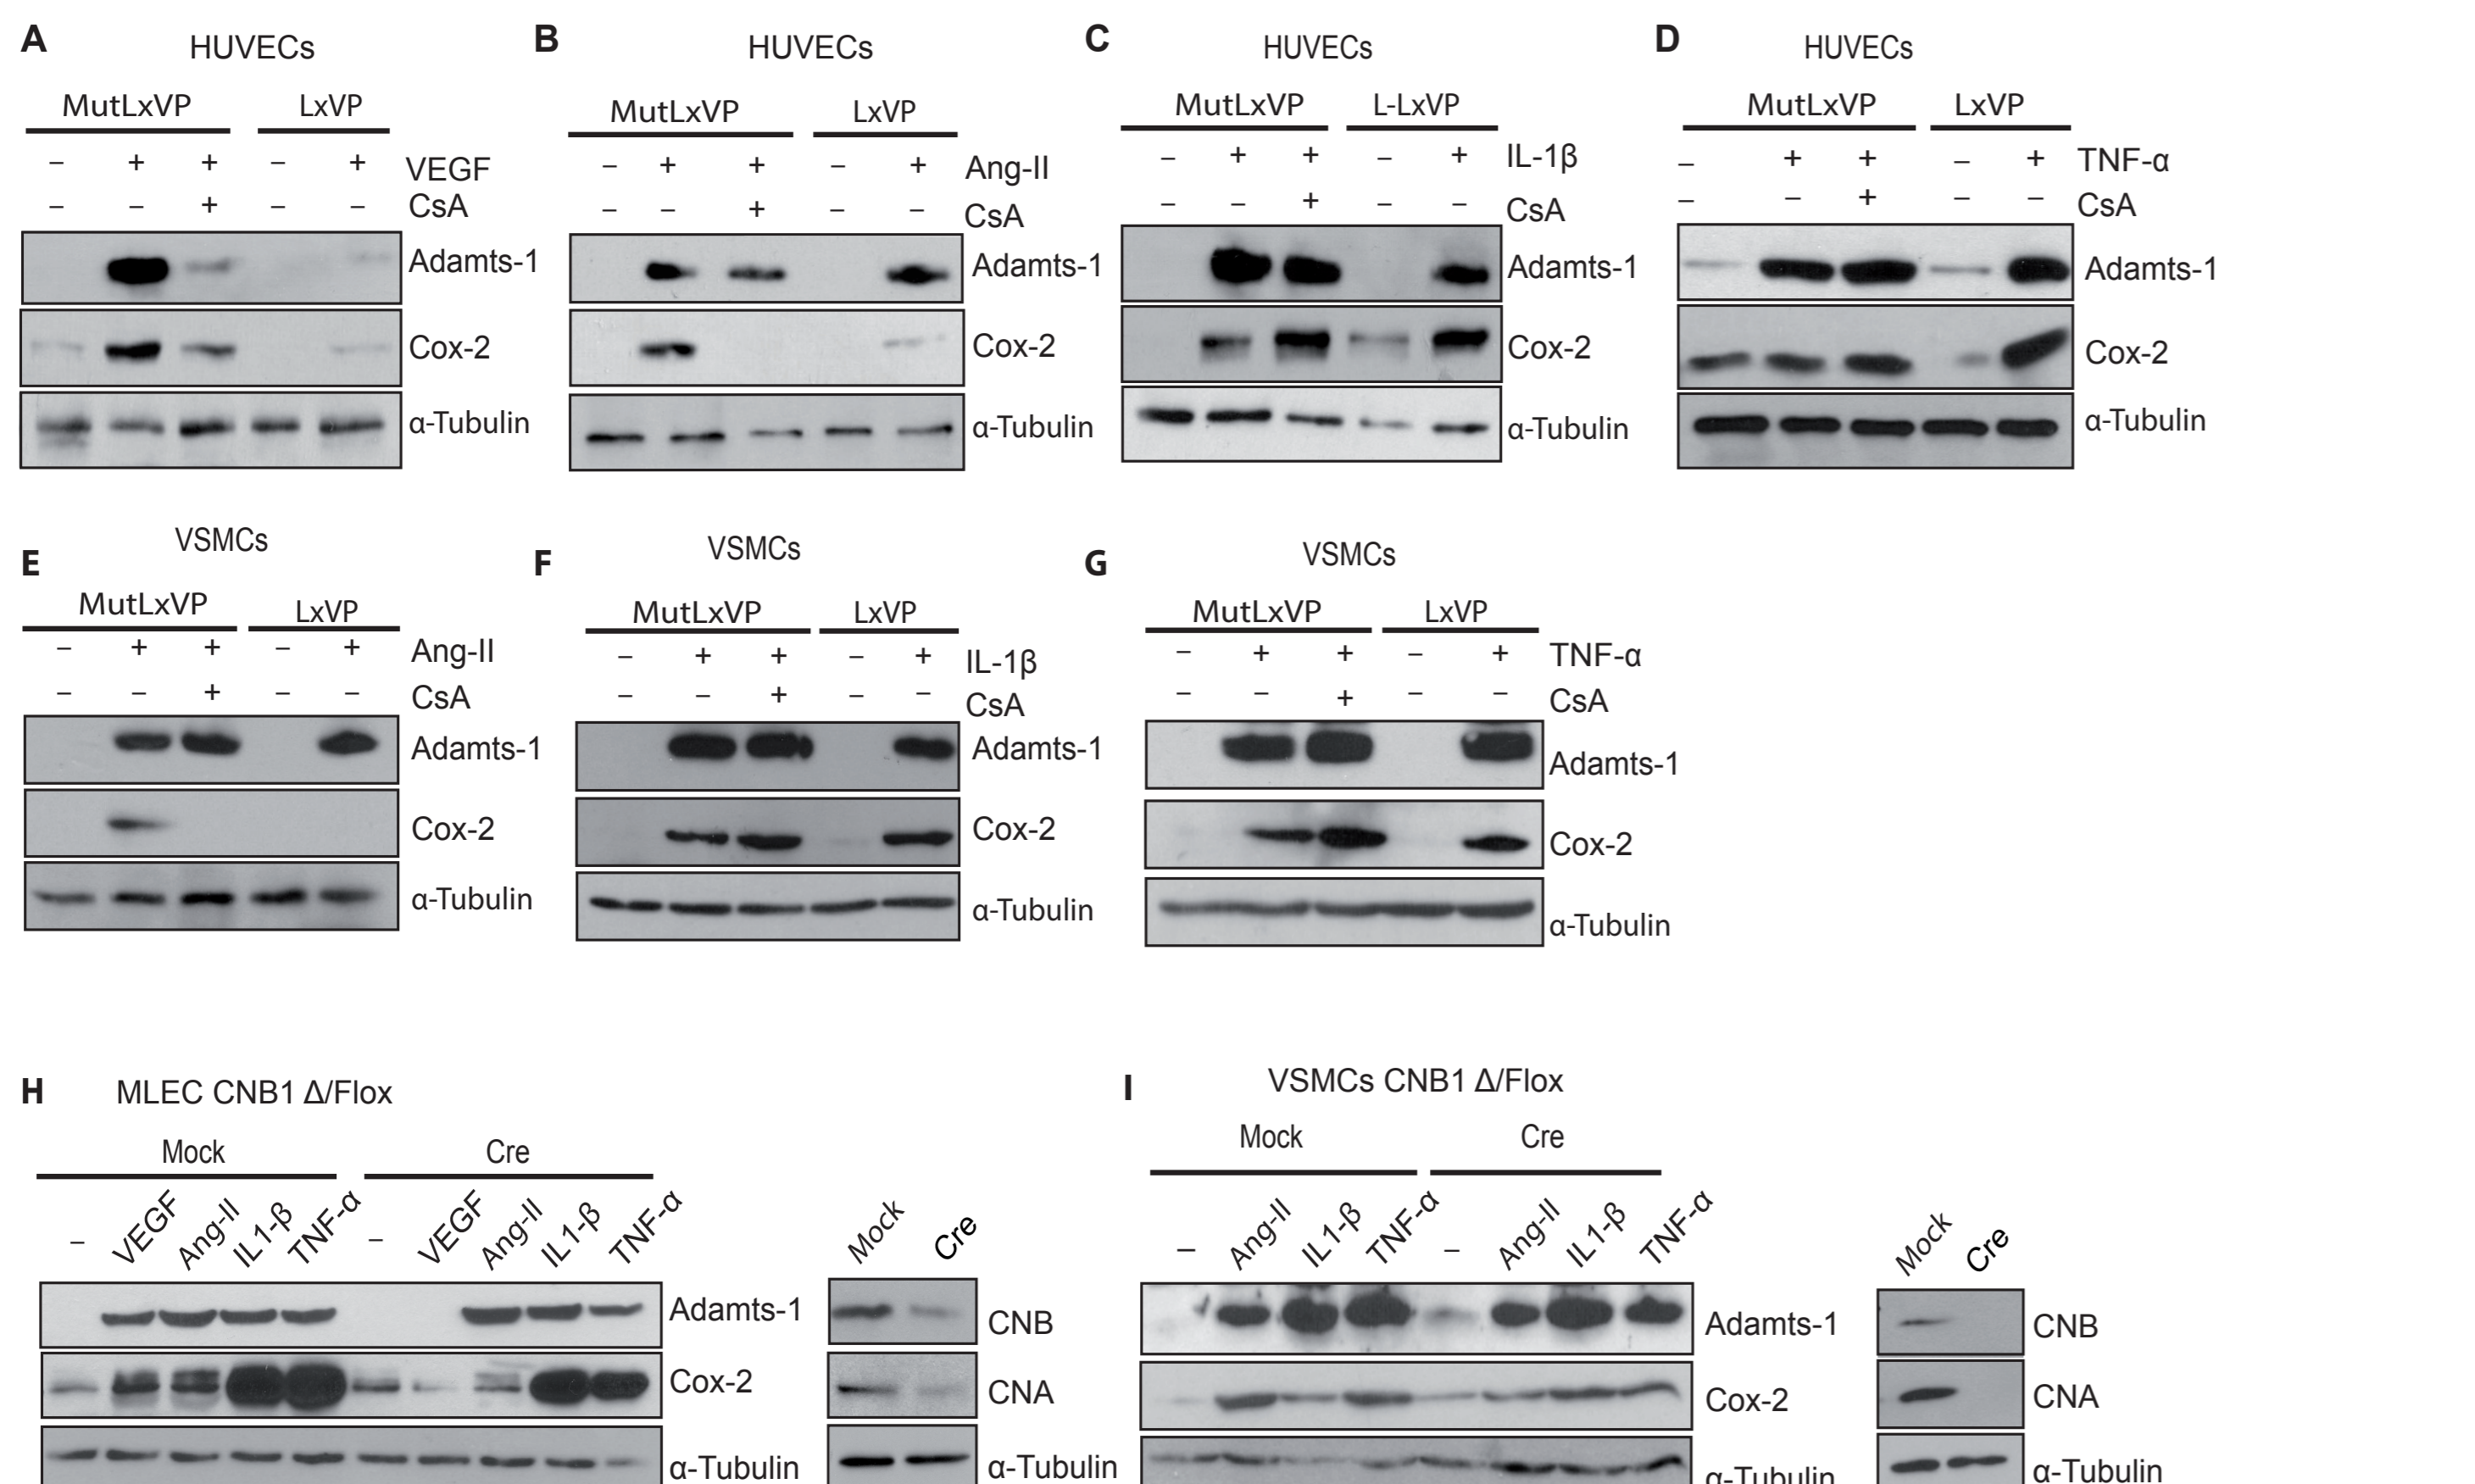 A
HUVECs
MutLxVP LxVP
– + + – + VEGF
– – + – – CsA
Adamts-1
Cox-2
α-Tubulin
B
HUVECs
MutLxVP LxVP
– + + – + Ang-II
– – + – – CsA
Adamts-1
Cox-2
α-Tubulin
C
HUVECs
MutLxVP L-LxVP
– + + – + IL-1β
– – + – – CsA
Adamts-1
Cox-2
α-Tubulin
D
HUVECs
MutLxVP LxVP
– + + – + TNF-α
– – + – – CsA
Adamts-1
Cox-2
α-Tubulin
E
VSMCs
MutLxVP LxVP
– + + – + Ang-II
– – + – – CsA
Adamts-1
Cox-2
α-Tubulin
F
VSMCs
MutLxVP LxVP
– + + – + IL-1β
– – + – – CsA
Adamts-1
Cox-2
α-Tubulin
G
VSMCs
MutLxVP LxVP
– + + – + TNF-α
– – + – – CsA
Adamts-1
Cox-2
α-Tubulin
H
MLEC CNB1 Δ/Flox
Mock Cre
– VEGF Ang-II IL1-β TNF-α – VEGF Ang-II IL1-β TNF-α
Adamts-1
Cox-2
α-Tubulin
Mock Cre
CNB
CNA
α-Tubulin
I
VSMCs CNB1 Δ/Flox
Mock Cre
– Ang-II IL1-β TNF-α – Ang-II IL1-β TNF-α
Adamts-1
Cox-2
α-Tubulin
Mock Cre
CNB
CNA
α-Tubulin